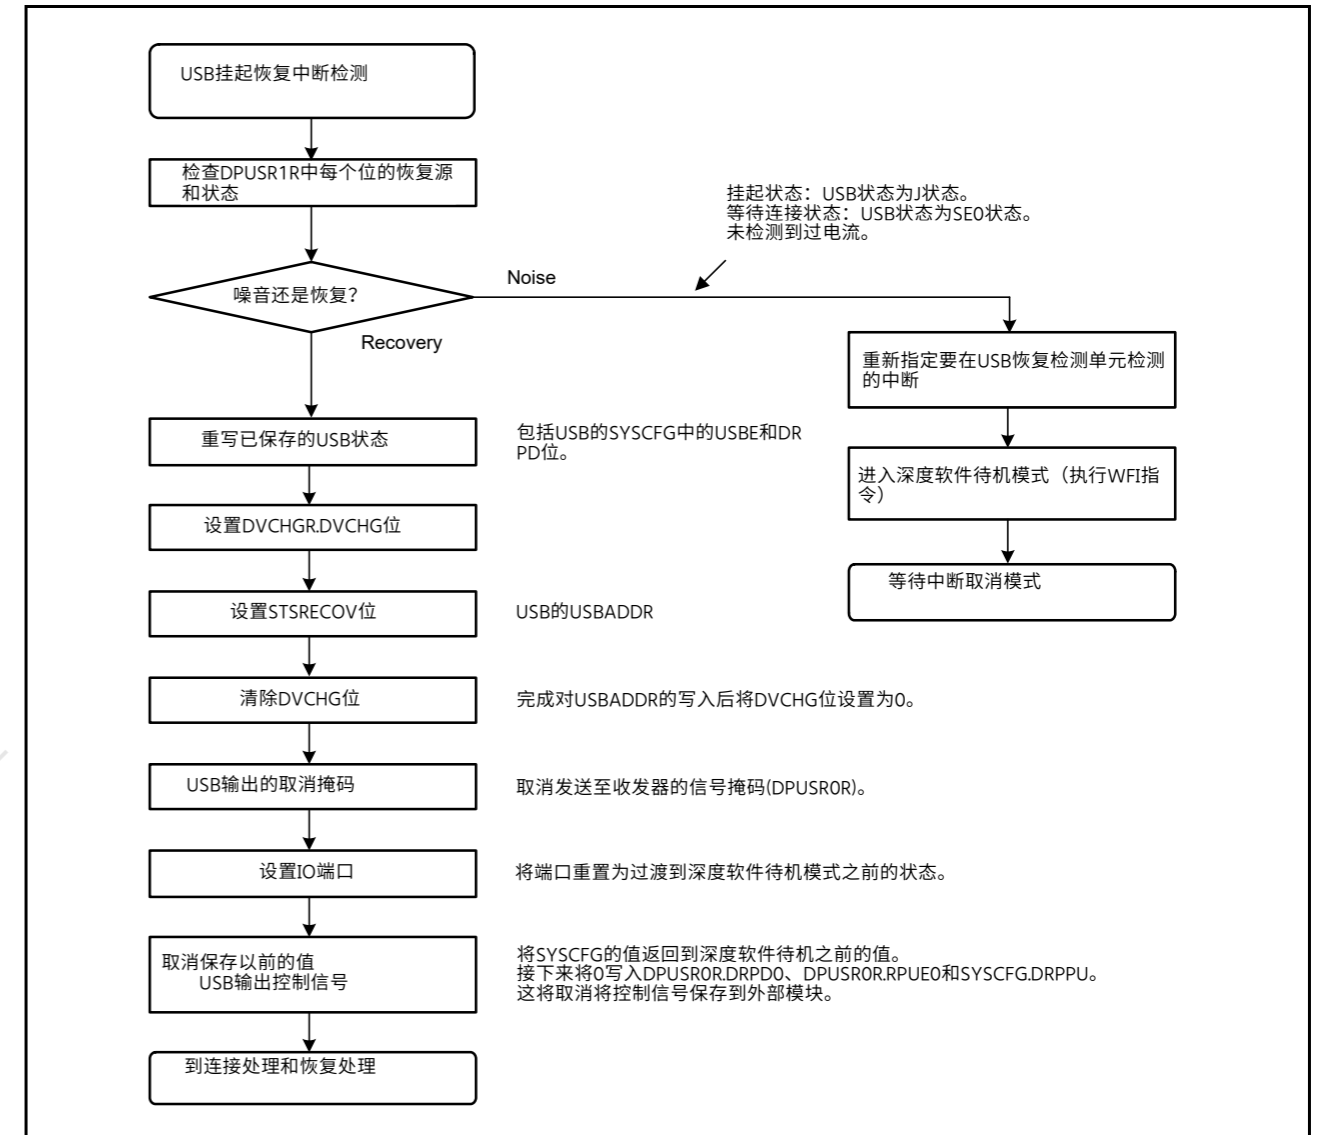 USB挂起恢复中断检测
检查DPUSR1R中每个位的恢复源
和状态
挂起状态：USB状态为J状态。
等待连接状态：USB状态为SE0状态。
未检测到过电流。
噪音还是恢复？
Noise
Recovery
重新指定要在USB恢复检测单元检测
的中断
进入深度软件待机模式（执行WFI指
令）
等待中断取消模式
重写已保存的USB状态
包括USB的SYSCFG中的USBE和DR
PD位。
设置DVCHGR.DVCHG位
设置STSRECOV位
USB的USBADDR
清除DVCHG位
完成对USBADDR的写入后将DVCHG位设置为0。
USB输出的取消掩码
取消发送至收发器的信号掩码(DPUSR0R)。
设置IO端口
将端口重置为过渡到深度软件待机模式之前的状态。
取消保存以前的值
USB输出控制信号
将SYSCFG的值返回到深度软件待机之前的值。
接下来将0写入DPUSR0R.DRPD0、DPUSR0R.RPUE0和SYSCFG.DRPPU。
这将取消将控制信号保存到外部模块。
到连接处理和恢复处理